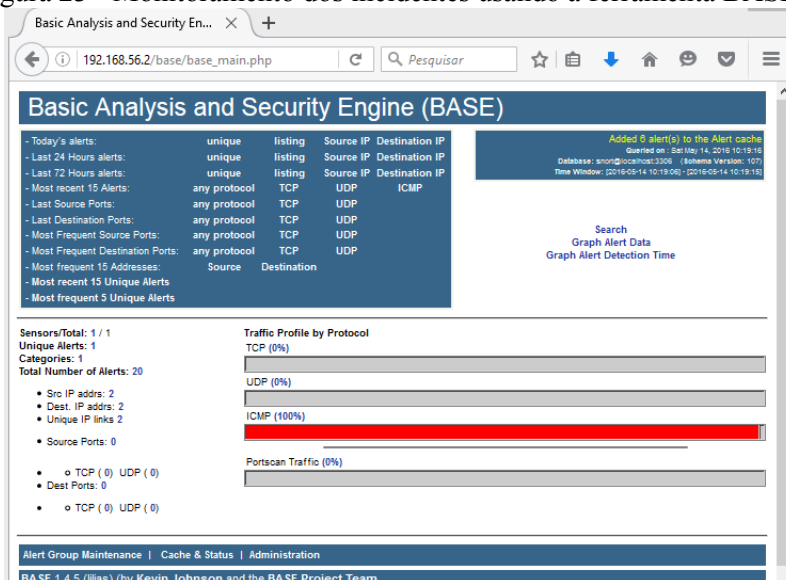 Monitoramento dos incidentes usando a ferramenta BASE
Basic Analysis and Security En...
192.168.56.2/base/base_main.php
Pesquisar
Basic Analysis and Security Engine (BASE)
- Today's alerts: unique listing Source IP Destination IP
- Last 24 Hours alerts: unique listing Source IP Destination IP
- Last 72 Hours alerts: unique listing Source IP Destination IP
- Most recent 15 Alerts: any protocol TCP UDP ICMP
- Last Source Ports: any protocol TCP UDP
- Last Destination Ports: any protocol TCP UDP
- Most Frequent Source Ports: any protocol TCP UDP
- Most Frequent Destination Ports: any protocol TCP UDP
- Most frequent 15 Addresses: Source Destination
- Most recent 15 Unique Alerts
- Most frequent 5 Unique Alerts
Added 6 alert(s) to the Alert cache
Queried on : Sat May 14, 2016 10:19:16
Database: snort@localhost:3306 (Schema Version: 107)
Time Window: [2016-05-14 10:19:06] - [2016-05-14 10:19:15]
Search
Graph Alert Data
Graph Alert Detection Time
Sensors/Total: 1 / 1
Unique Alerts: 1
Categories: 1
Total Number of Alerts: 20
Src IP addrs: 2
Dest. IP addrs: 2
Unique IP links 2
Source Ports: 0
TCP ( 0) UDP ( 0)
Dest Ports: 0
TCP ( 0) UDP ( 0)
Traffic Profile by Protocol
TCP (0%)
UDP (0%)
ICMP (100%)
Portscan Traffic (0%)
Alert Group Maintenance | Cache & Status | Administration
BASE 1.4.5 (lilias) (by Kevin Johnson and the BASE Project Team